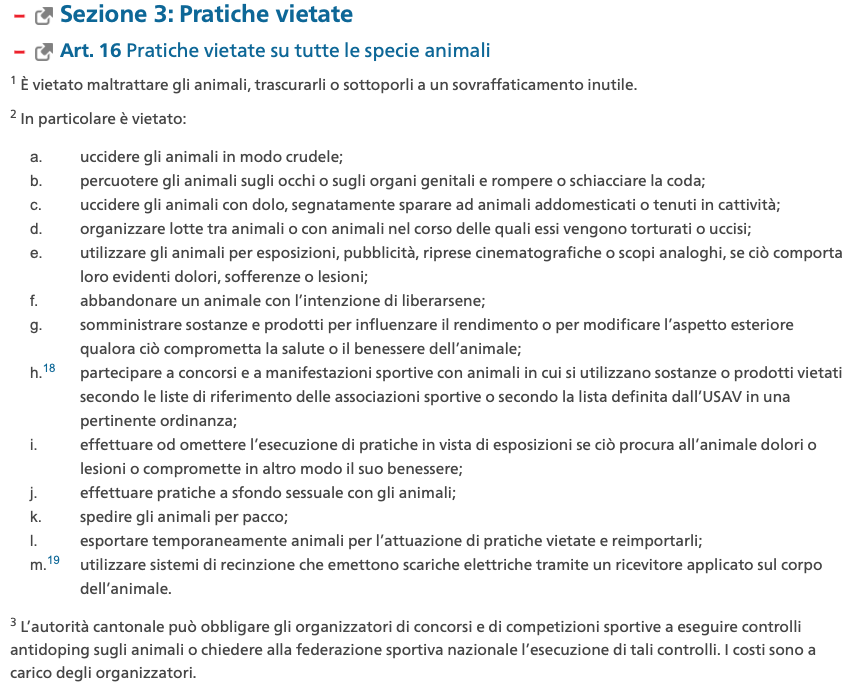 – Sezione 3: Pratiche vietate
– Art. 16 Pratiche vietate su tutte le specie animali
1 È vietato maltrattare gli animali, trascurarli o sottoporli a un sovraffaticamento inutile.
2 In particolare è vietato:
a. uccidere gli animali in modo crudele;
b. percuotere gli animali sugli occhi o sugli organi genitali e rompere o schiacciare la coda;
c. uccidere gli animali con dolo, segnatamente sparare ad animali addomesticati o tenuti in cattività;
d. organizzare lotte tra animali o con animali nel corso delle quali essi vengono torturati o uccisi;
e. utilizzare gli animali per esposizioni, pubblicità, riprese cinematografiche o scopi analoghi, se ciò comporta
loro evidenti dolori, sofferenze o lesioni;
f. abbandonare un animale con l’intenzione di liberarsene;
g. somministrare sostanze e prodotti per influenzare il rendimento o per modificare l’aspetto esteriore
qualora ciò comprometta la salute o il benessere dell’animale;
h.18 partecipare a concorsi e a manifestazioni sportive con animali in cui si utilizzano sostanze o prodotti vietati
secondo le liste di riferimento delle associazioni sportive o secondo la lista definita dall’USAV in una
pertinente ordinanza;
i. effettuare od omettere l’esecuzione di pratiche in vista di esposizioni se ciò procura all’animale dolori o
lesioni o compromette in altro modo il suo benessere;
j. effettuare pratiche a sfondo sessuale con gli animali;
k. spedire gli animali per pacco;
l. esportare temporaneamente animali per l’attuazione di pratiche vietate e reimportarli;
m.19 utilizzare sistemi di recinzione che emettono scariche elettriche tramite un ricevitore applicato sul corpo
dell’animale.
3 L’autorità cantonale può obbligare gli organizzatori di concorsi e di competizioni sportive a eseguire controlli
antidoping sugli animali o chiedere alla federazione sportiva nazionale l’esecuzione di tali controlli. I costi sono a
carico degli organizzatori.